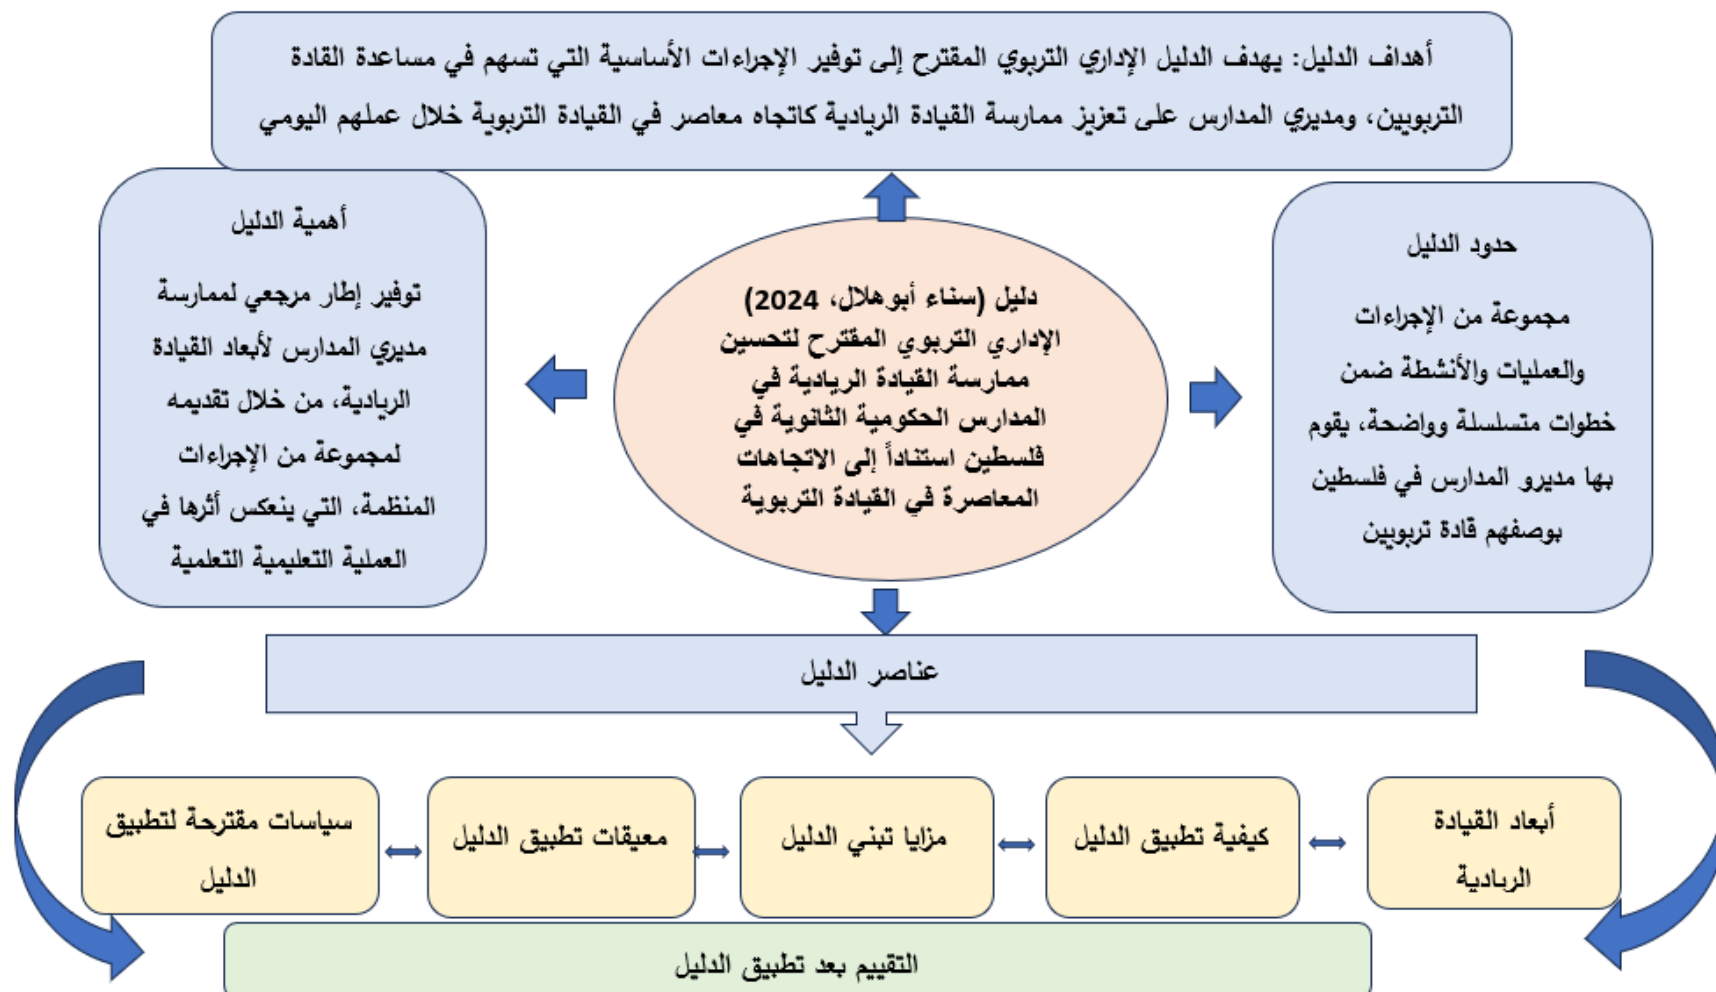 أهداف الدليل: يهدف الدليل الإداري التربوي المقترح إلى توفير الإجراءات الأساسية التي تسهم في مساعدة القادة
التربويين، ومديري المدارس على تعزيز ممارسة القيادة الريادية كاتجاه معاصر في القيادة التربوية خلال عملهم اليومي
حدود الدليل
مجموعة من الإجراءات
والعمليات والأنشطة ضمن
خطوات متسلسلة وواضحة، يقوم
بها مديرو المدارس في فلسطين
بوصفهم قادة تربويين
دليل (سناء أبوهلال، 2024)
الإداري التربوي المقترح لتحسين
ممارسة القيادة الريادية في
المدارس الحكومية الثانوية في
فلسطين استناداً إلى الاتجاهات
المعاصرة في القيادة التربوية
أهمية الدليل
توفير إطار مرجعي لممارسة
مديري المدارس لأبعاد القيادة
الريادية، من خلال تقديمه
لمجموعة من الإجراءات
المنظمة، التي ينعكس أثرها في
العملية التعليمية التعلمية
عناصر الدليل
أبعاد القيادة
الريادية
كيفية تطبيق الدليل
مزايا تبني الدليل
معيقات تطبيق الدليل
سياسات مقترحة لتطبيق
الدليل
التقييم بعد تطبيق الدليل